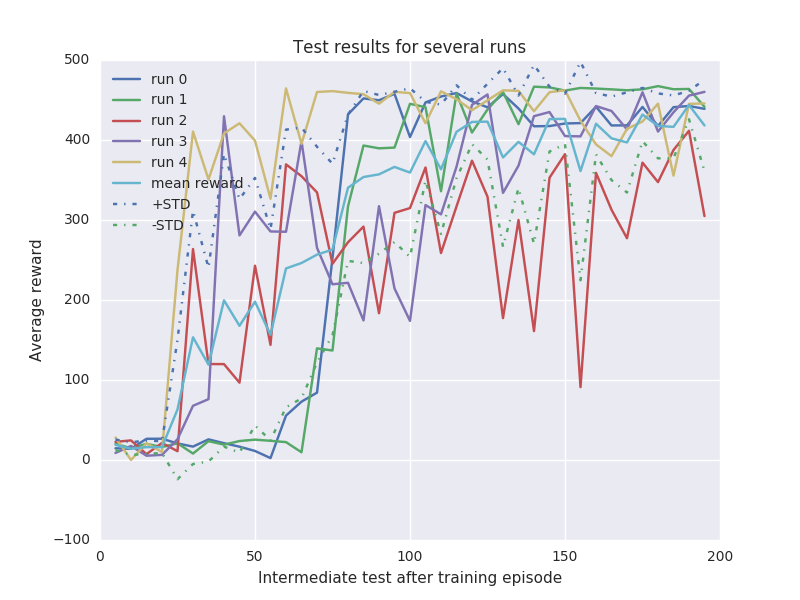 Test results for several runs
500
400
300
200
100
0
−100
Average reward
run 0
run 1
run 2
run 3
run 4
mean reward
+STD
-STD
0 50 100 150 200
Intermediate test after training episode